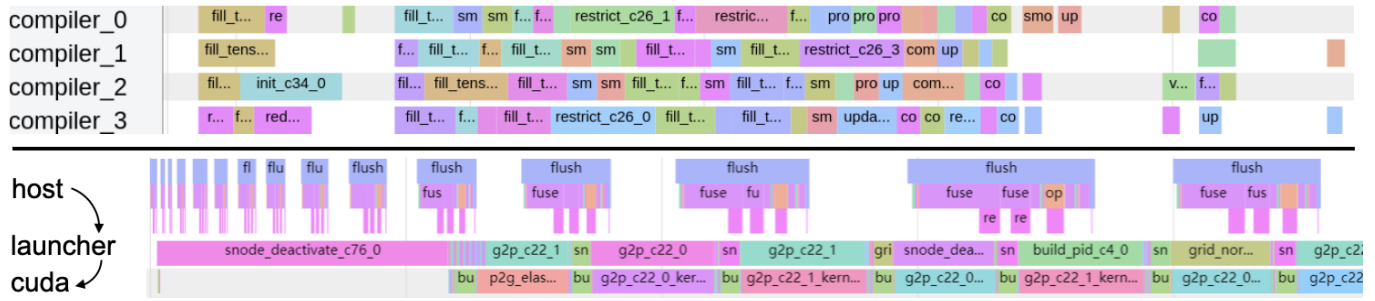 compiler_0 fill_t... re fill_t... sm sm f... f... restrict_c26_1 f... restric... f... pro pro pro co smo up co
compiler_1 fill_tens... f... fill_t... f... fill_t... sm sm fill_t... sm fill_t... restrict_c26_3 com up
compiler_2 fil... init_c34_0 fil... fill_tens... fill_t... sm sm fill_t... f... sm fill_t... f... sm pro up com... co v... f...
compiler_3 r... f... red... fill_t... f... fill_t... restrict_c26_0 fill_t... fill_t... sm upda... co co re... co up
fl flu flu flush flush flush flush flush flush
host fus fuse fuse fu fuse fuse op fuse fus
re re
launcher snode_deactivate_c76_0 g2p_c22_1 sn g2p_c22_0 sn g2p_c22_1 gri snode_dea... sn build_pid_c4_0 sn grid_nor... sn g2p_c22
cuda bu p2g_elas... bu g2p_c22_0_ker... bu g2p_c22_1_kern... bu g2p_c22_0... bu g2p_c22_1_kern... bu g2p_c22_0... bu g2p_c22